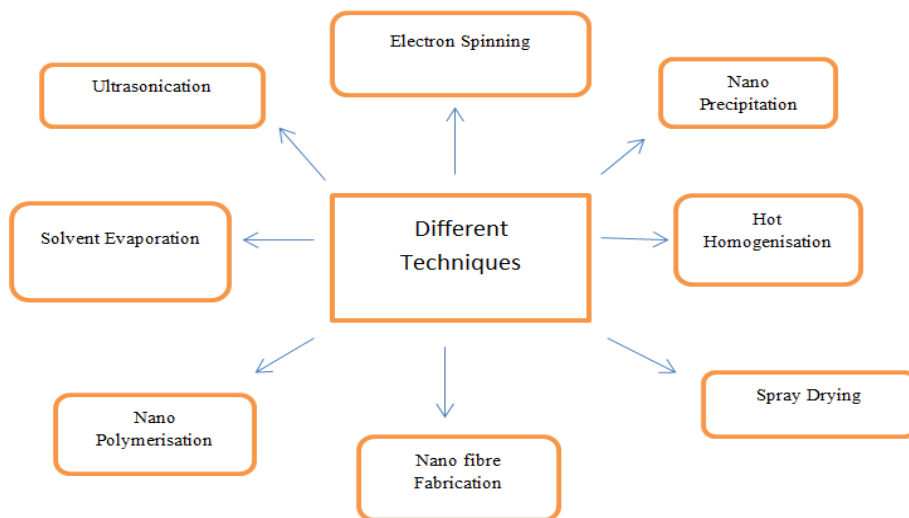 Electron Spinning
Ultrasonication
Nano
Precipitation
Solvent Evaporation
Different
Techniques
Hot
Homogenisation
Nano
Polymerisation
Nano fibre
Fabrication
Spray Drying